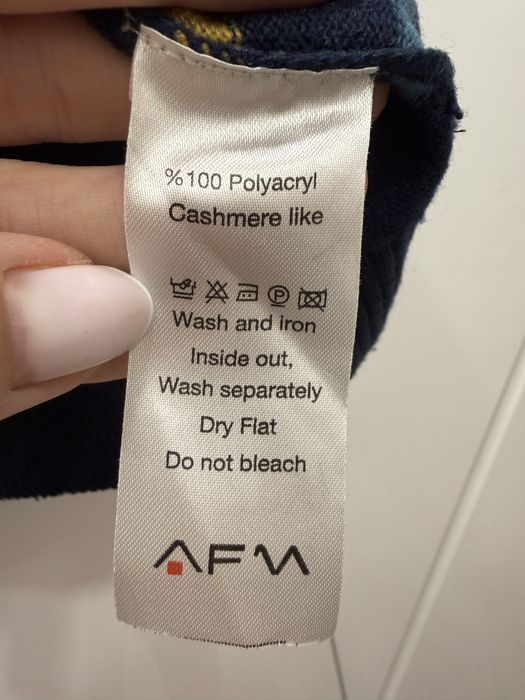 %100 Polyacryl
Cashmere like
P
Wash and iron
Inside out,
Wash separately
Dry Flat
Do not bleach
AFM